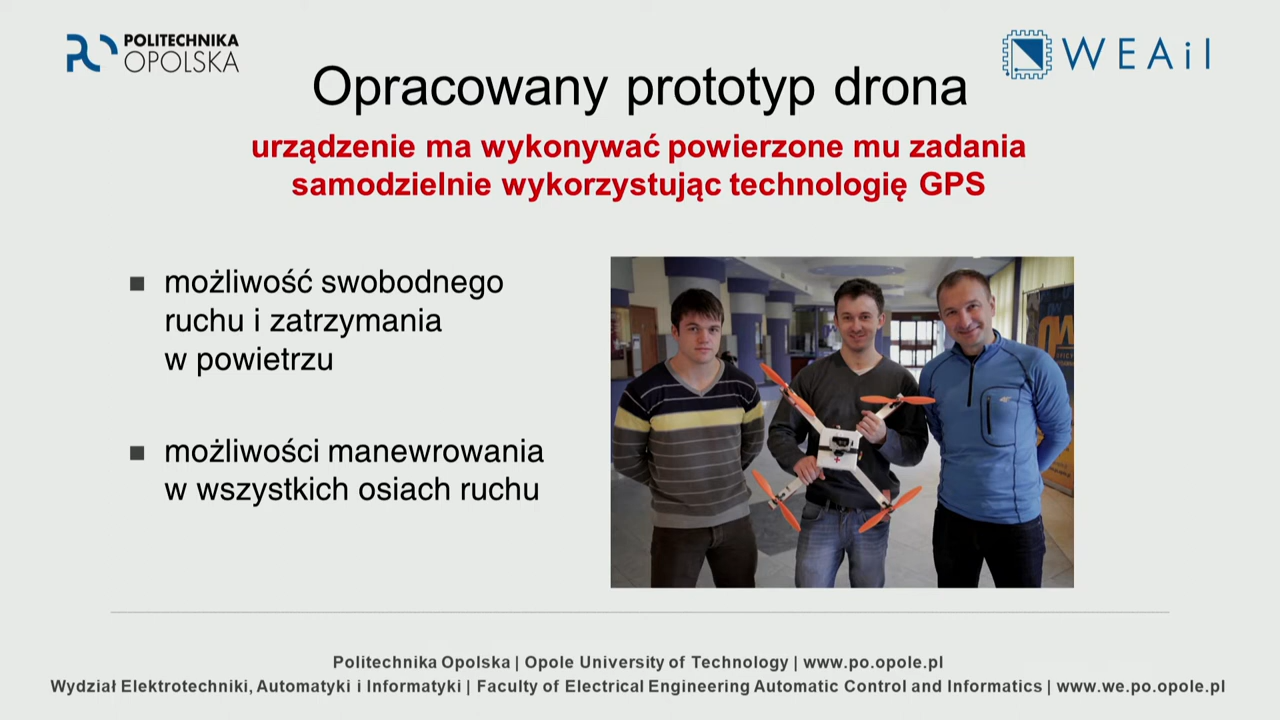 POLITECHNIKA
OPOLSKA
WEAiI
Opracowany prototyp drona
urządzenie ma wykonywać powierzone mu zadania
samodzielnie wykorzystując technologię GPS
możliwość swobodnego
ruchu i zatrzymania
w powietrzu
możliwości manewrowania
w wszystkich osiach ruchu
Politechnika Opolska | Opole University of Technology | www.po.opole.pl
Wydział Elektrotechniki, Automatyki i Informatyki | Faculty of Electrical Engineering Automatic Control and Informatics | www.we.po.opole.pl